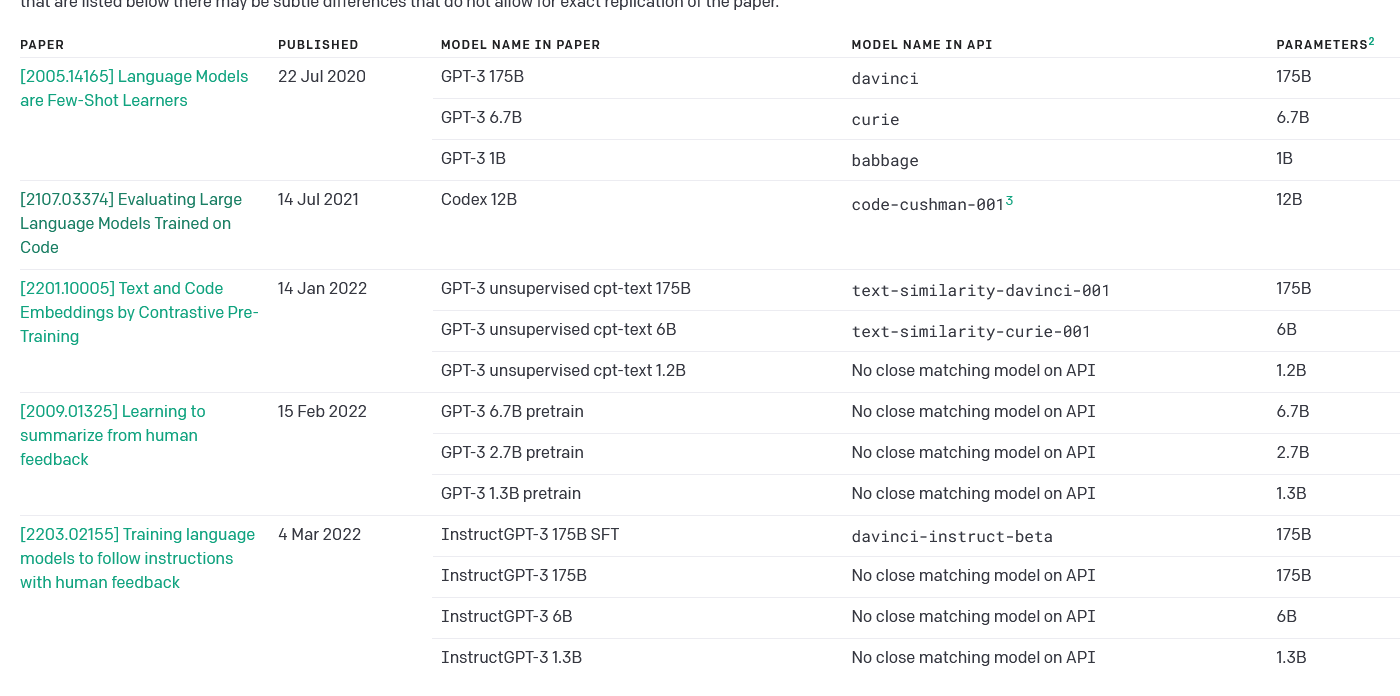 that are listed below there may be subtle differences that do not allow for exact replication of the paper.
PAPER PUBLISHED MODEL NAME IN PAPER MODEL NAME IN API PARAMETERS2
[2005.14165] Language Models 22 Jul 2020 GPT-3 175B davinci 175B
are Few-Shot Learners
GPT-3 6.7B curie 6.7B
GPT-3 1B babbage 1B
[2107.03374] Evaluating Large 14 Jul 2021 Codex 12B code-cushman-0013 12B
Language Models Trained on
Code
[2201.10005] Text and Code 14 Jan 2022 GPT-3 unsupervised cpt-text 175B text-similarity-davinci-001 175B
Embeddings by Contrastive Pre-
GPT-3 unsupervised cpt-text 6B text-similarity-curie-001 6B
Training
GPT-3 unsupervised cpt-text 1.2B No close matching model on API 1.2B
[2009.01325] Learning to 15 Feb 2022 GPT-3 6.7B pretrain No close matching model on API 6.7B
summarize from human
GPT-3 2.7B pretrain No close matching model on API 2.7B
feedback
GPT-3 1.3B pretrain No close matching model on API 1.3B
[2203.02155] Training language 4 Mar 2022 InstructGPT-3 175B SFT davinci-instruct-beta 175B
models to follow instructions
InstructGPT-3 175B No close matching model on API 175B
with human feedback
InstructGPT-3 6B No close matching model on API 6B
InstructGPT-3 1.3B No close matching model on API 1.3B